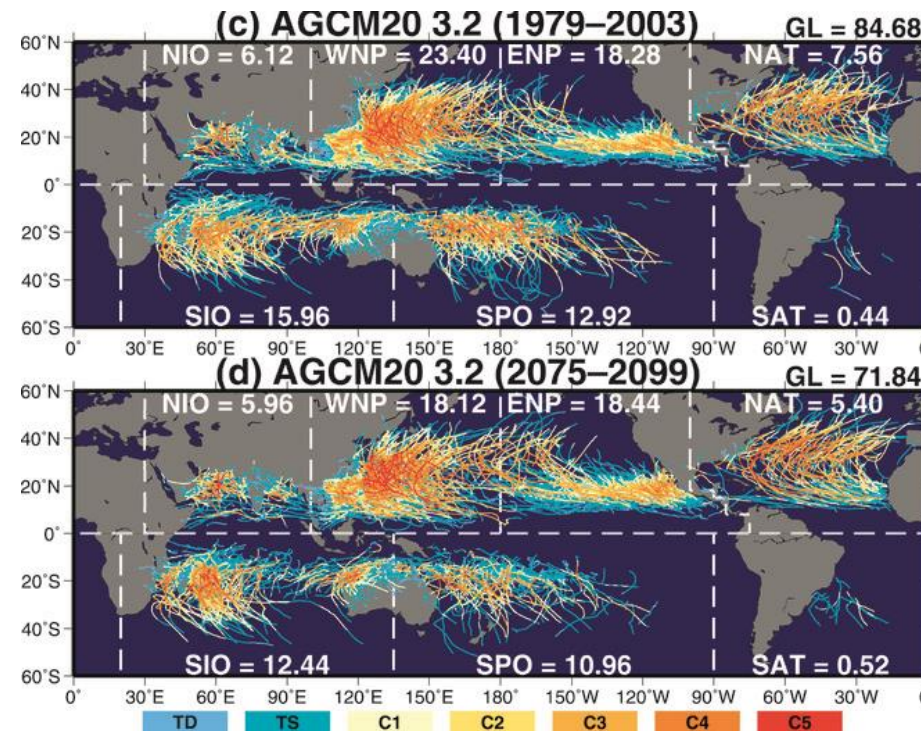 (c) AGCM20 3.2 (1979–2003) GL = 84.68
60°N
NIO = 6.12 WNP = 23.40 ENP = 18.28 NAT = 7.56
40°N
20°N
0°
20°S
40°S
SIO = 15.96 SPO = 12.92 SAT = 0.44
60°S
0° 30°E 60°E 90°E 120°E 150°E 180° 150°W 120°W 90°W 60°W 30°W 0°
(d) AGCM20 3.2 (2075–2099) GL = 71.84
60°N
NIO = 5.96 WNP = 18.12 ENP = 18.44 NAT = 5.40
40°N
20°N
0°
20°S
40°S
SIO = 12.44 SPO = 10.96 SAT = 0.52
60°S
0° 30°E 60°E 90°E 120°E 150°E 180° 150°W 120°W 90°W 60°W 30°W 0°
TD TS C1 C2 C3 C4 C5